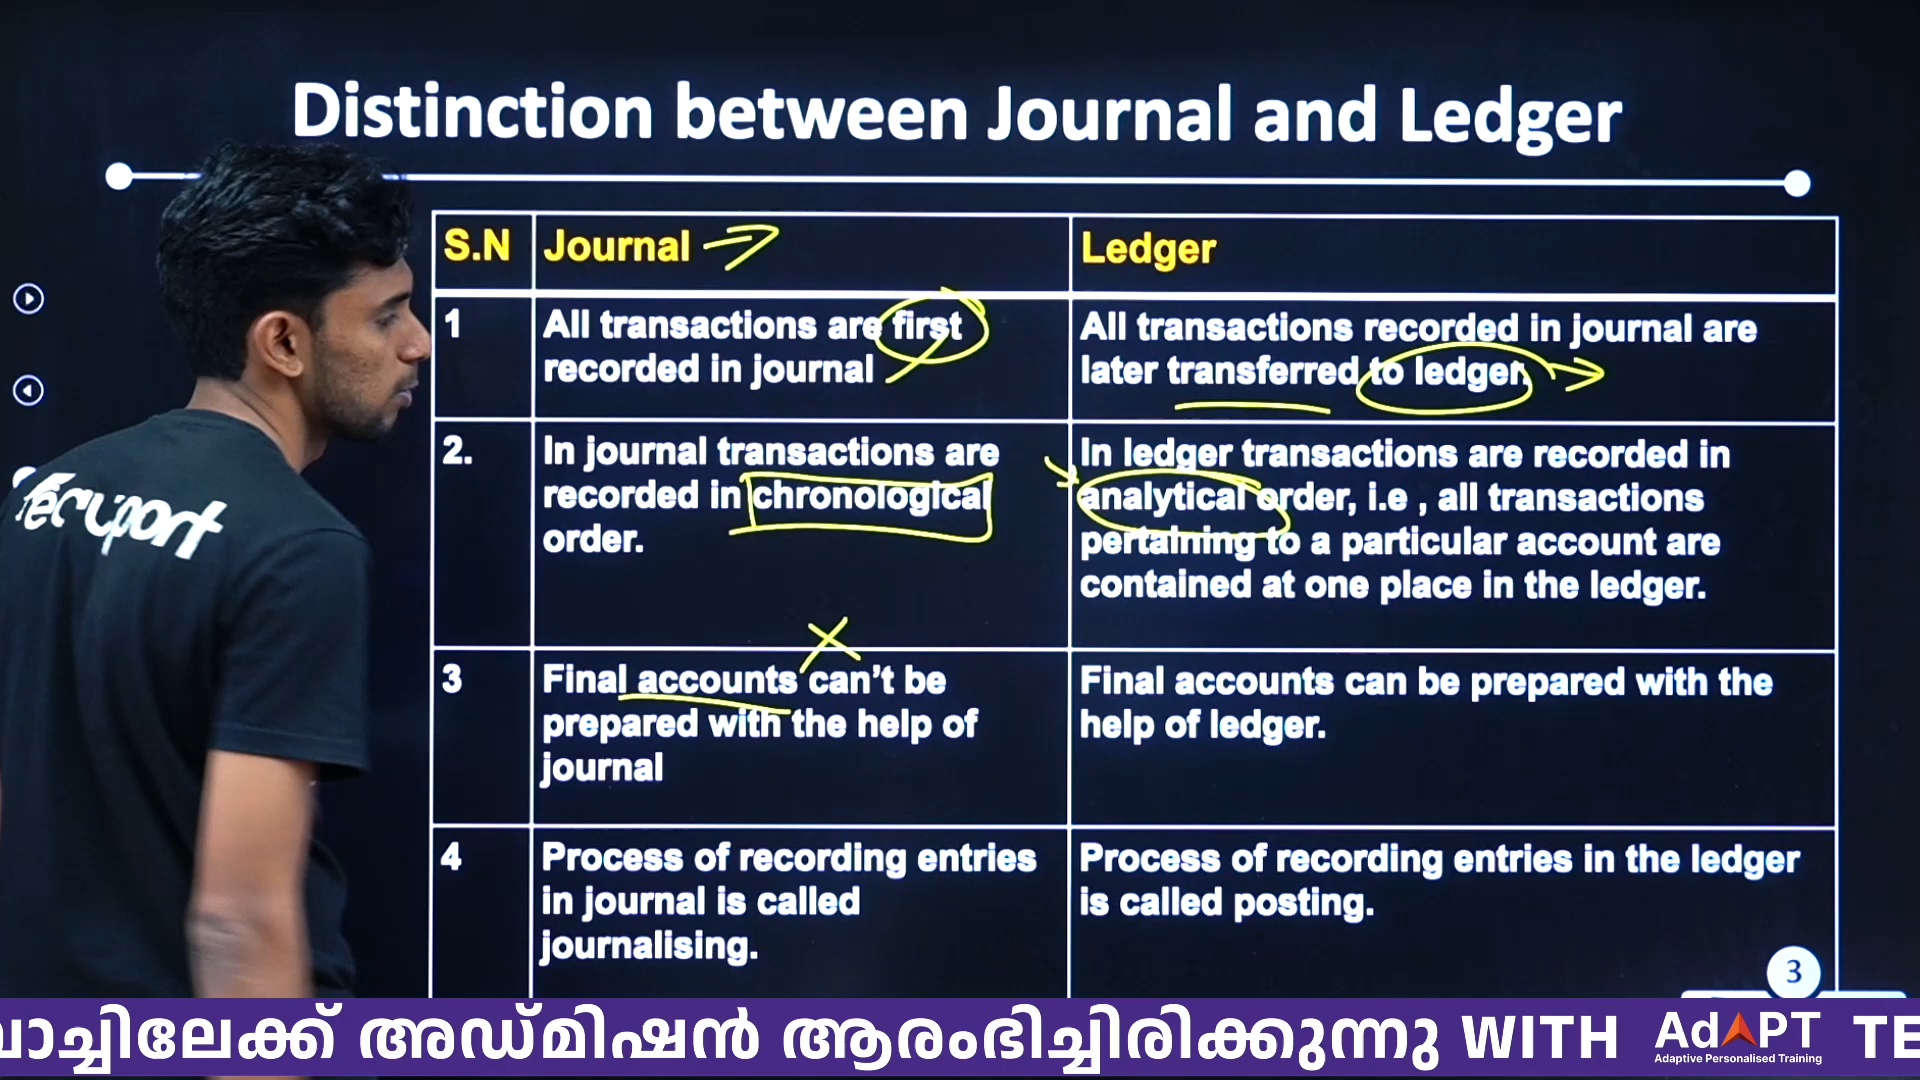 Distinction between Journal and Ledger
S.N
Journal
Ledger
1
All transactions are first
recorded in journal
All transactions recorded in journal are
later transferred to ledger.
2.
In journal transactions are
recorded in chronological
order.
In ledger transactions are recorded in
analytical order, i.e , all transactions
pertaining to a particular account are
contained at one place in the ledger.
3
Final accounts can’t be
prepared with the help of
journal
Final accounts can be prepared with the
help of ledger.
4
Process of recording entries
in journal is called
journalising.
Process of recording entries in the ledger
is called posting.
3
അഡ്മിഷൻ ആരംഭിച്ചിരിക്കുന്നു WITH AdAPT
Adaptive Personalised Training